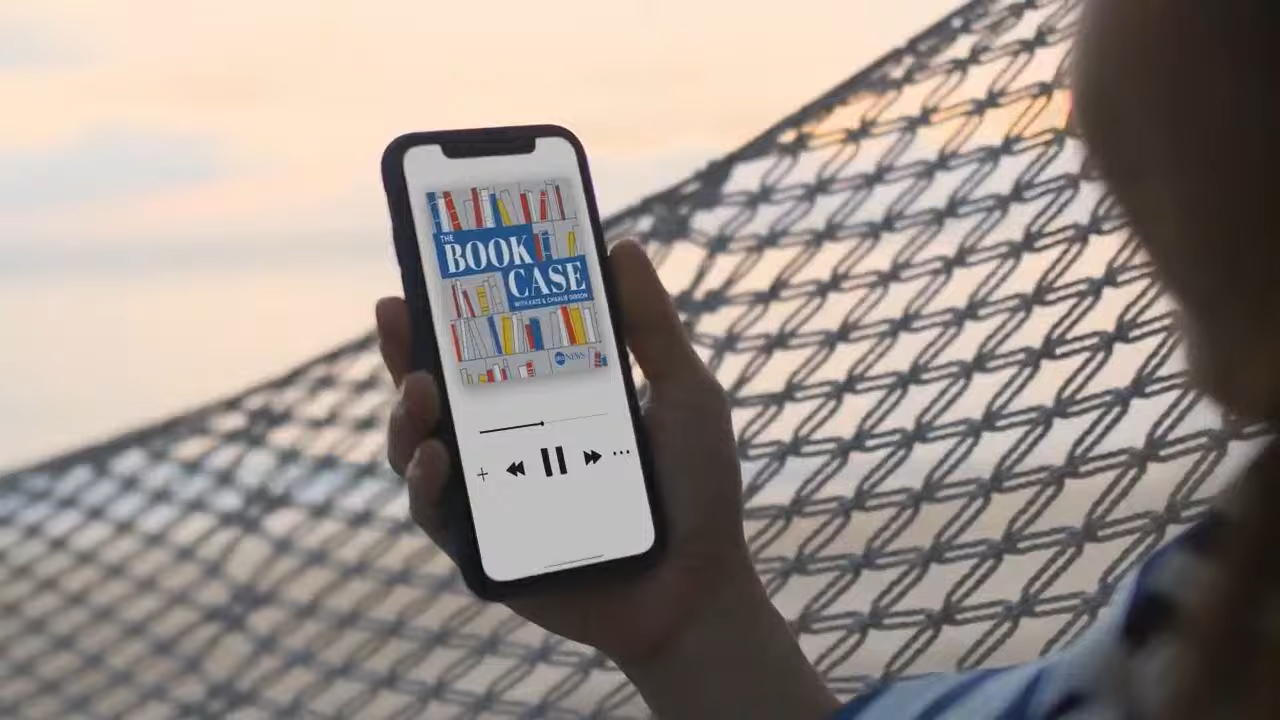 THE
BOOK
CASE
WITH KATE & CHARLIE GIBSON
abc NEWS